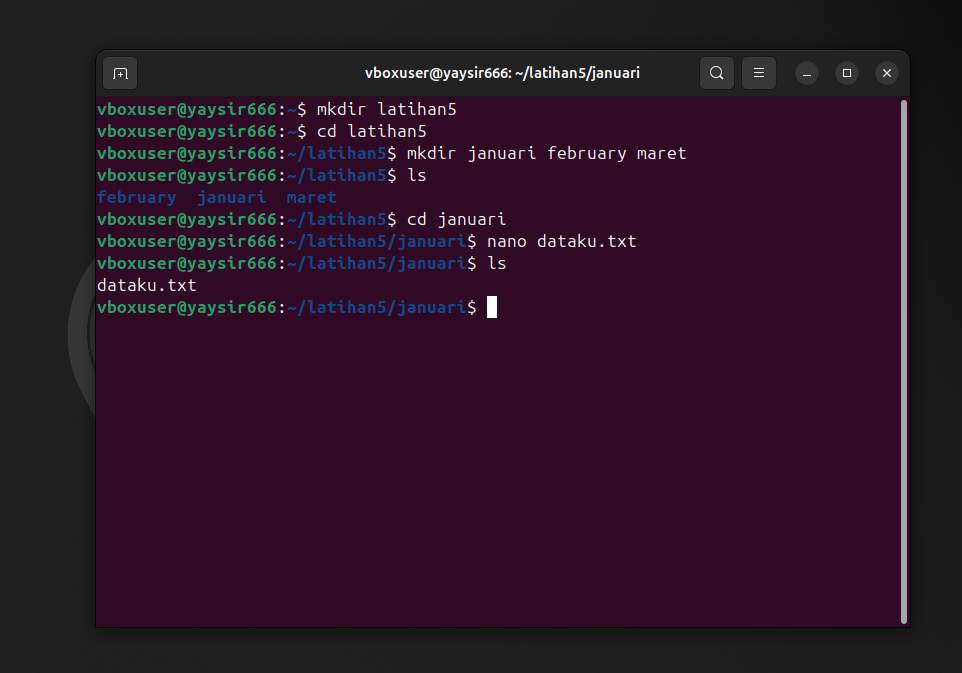 vboxuser@yaysir666: ~/latihan5/januari
vboxuser@yaysir666:~$ mkdir latihan5
vboxuser@yaysir666:~$ cd latihan5
vboxuser@yaysir666:~/latihan5$ mkdir januari february maret
vboxuser@yaysir666:~/latihan5$ ls
february  januari  maret
vboxuser@yaysir666:~/latihan5$ cd januari
vboxuser@yaysir666:~/latihan5/januari$ nano dataku.txt
vboxuser@yaysir666:~/latihan5/januari$ ls
dataku.txt
vboxuser@yaysir666:~/latihan5/januari$